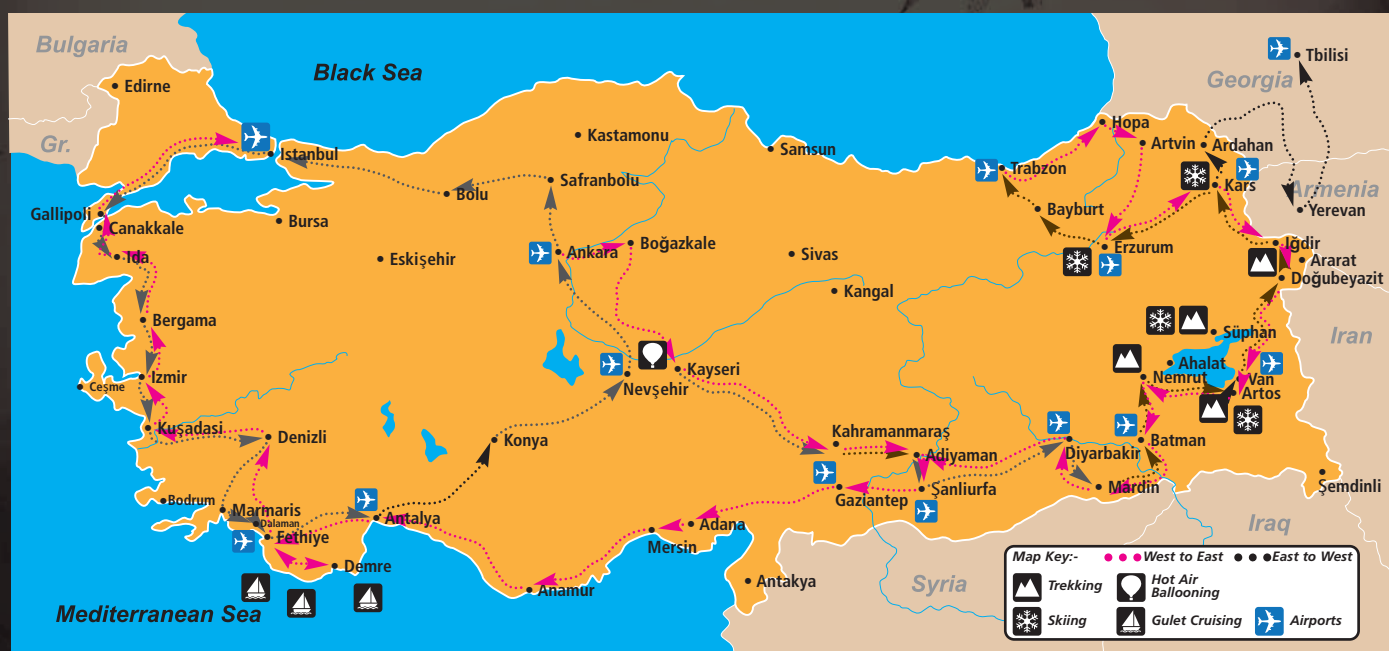 Bulgaria
Black Sea
Georgia
Tbilisi
Edirne
Gr.
Kastamonu
Samsun
Hopa
Artvin
Ardahan
Istanbul
Trabzon
Kars
Armenia
Safranbolu
Bolu
Bayburt
Yerevan
Gallipoli
Canakkale
Bursa
Ida
Eskişehir
Ankara
Boğazkale
Sivas
Erzurum
Iğdir
Ararat
Doğubeyazit
Kangal
Bergama
Süphan
Iran
Ahalat
Kayseri
Nemrut
Van
Artos
Izmir
Ceşme
Nevşehir
Kuşadasi
Denizli
Konya
Kahramanmaraş
Adiyaman
Diyarbakir
Batman
Bodrum
Marmaris
Dalaman
Fethiye
Antalya
Gaziantep
Şanliurfa
Mardin
Şemdinli
Adana
Mersin
Iraq
Demre
Anamur
Antakya
Syria
Mediterranean Sea
Map Key:- West to East East to West
Trekking Hot Air Ballooning
Skiing Gulet Cruising Airports